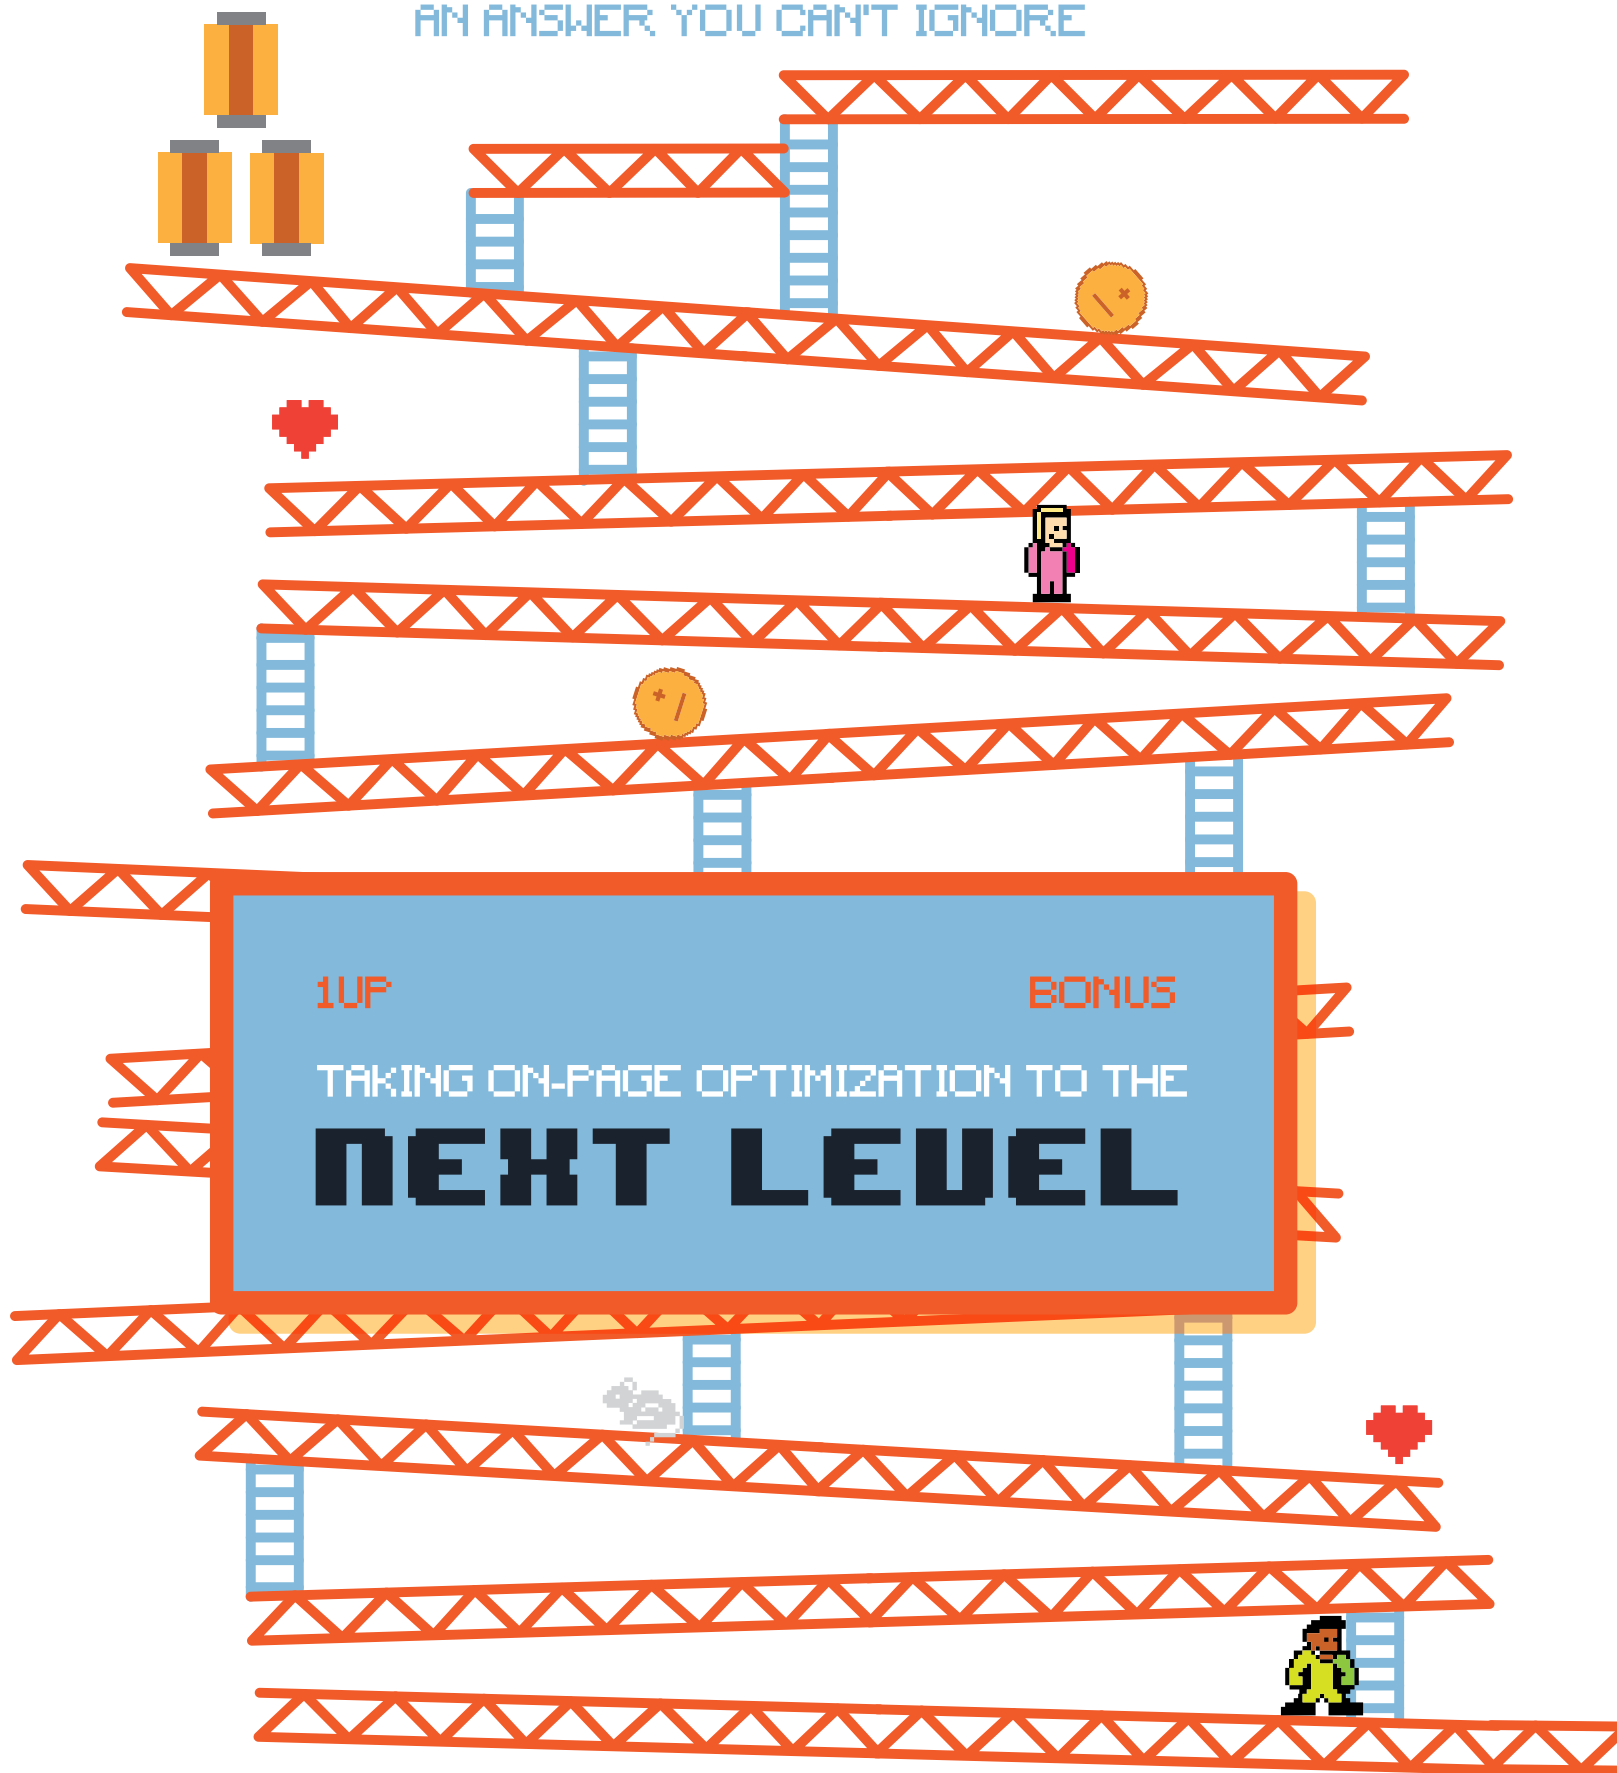 AN ANSWER YOU CAN'T IGNORE
1UP BONUS
TAKING ON-PAGE OPTIMIZATION TO THE
NEXT LEVEL